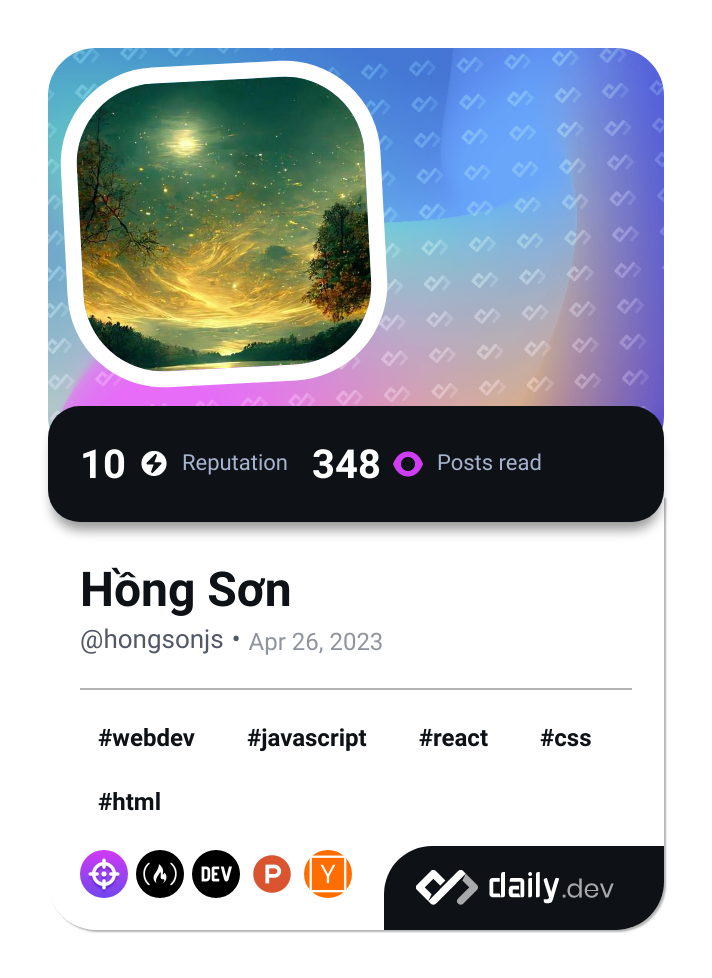 10 Reputation 348 Posts read
Hồng Sơn
@hongsonjs • Apr 26, 2023
#webdev #javascript #react #css
#html
DEV P Y daily.dev